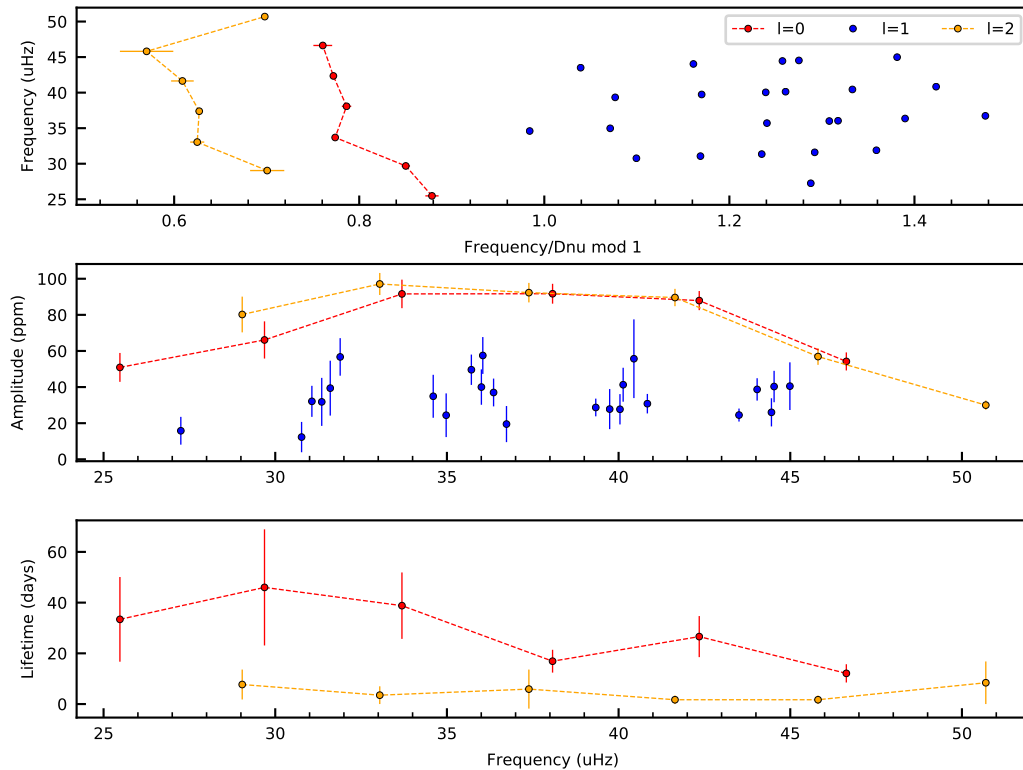 l=0 l=1 l=2
Frequency (uHz)
50
45
40
35
30
25
0.6 0.8 1.0 1.2 1.4
Frequency/Dnu mod 1
Amplitude (ppm)
100
80
60
40
20
0
25 30 35 40 45 50
Lifetime (days)
60
40
20
0
25 30 35 40 45 50
Frequency (uHz)